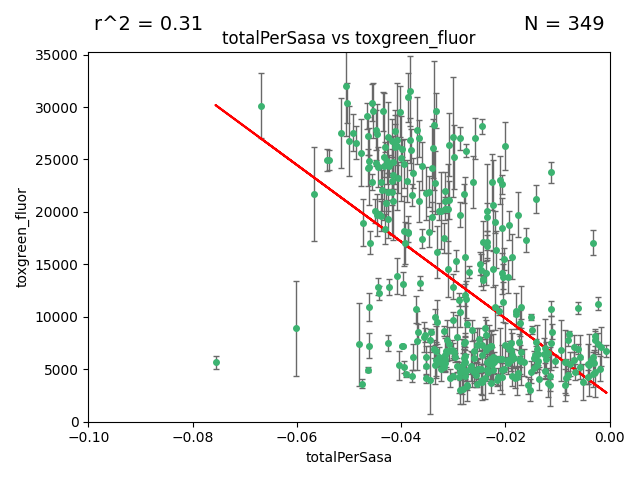 r^2 = 0.31
N = 349
totalPerSasa vs toxgreen_fluor
35000
30000
25000
20000
15000
10000
5000
0
toxgreen_fluor
−0.10
−0.08
−0.06
−0.04
−0.02
0.00
totalPerSasa